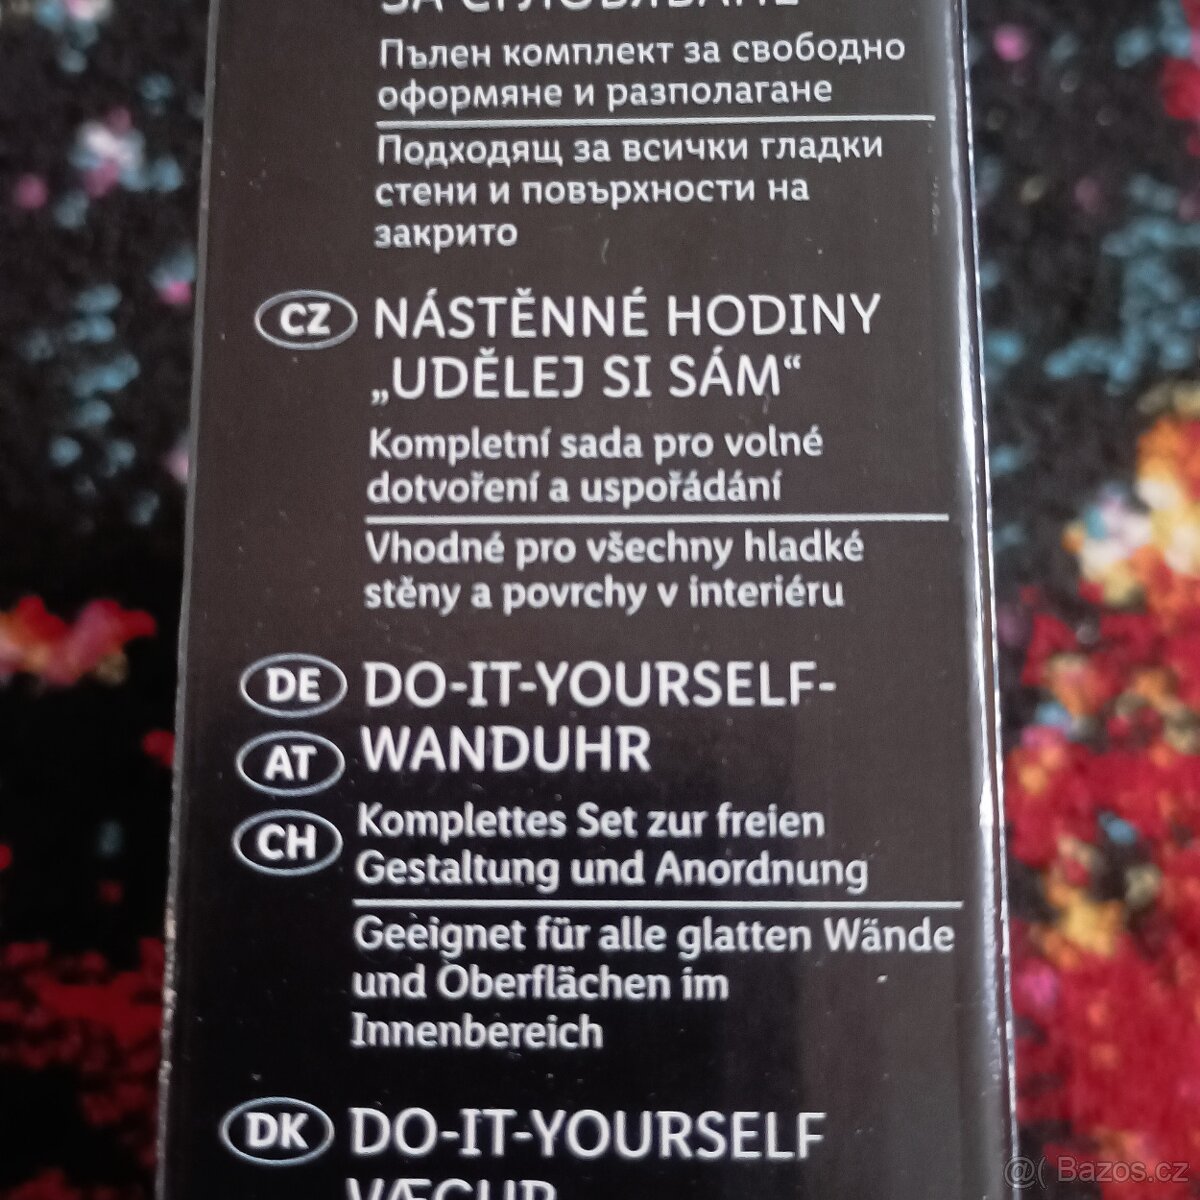 ЗА СГЛОБЯВАНЕ
Пълен комплект за свободно
оформяне и разполагане
Подходящ за всички гладки
стени и повърхности на
закрито
CZ NÁSTĚNNÉ HODINY
„UDĚLEJ SI SÁM“
Kompletní sada pro volné
dotvoření a uspořádání
Vhodné pro všechny hladké
stěny a povrchy v interiéru
DE DO-IT-YOURSELF-
AT WANDUHR
CH Komplettes Set zur freien
Gestaltung und Anordnung
Geeignet für alle glatten Wände
und Oberflächen im
Innenbereich
DK DO-IT-YOURSELF
VÆGUR
@( Bazos.cz